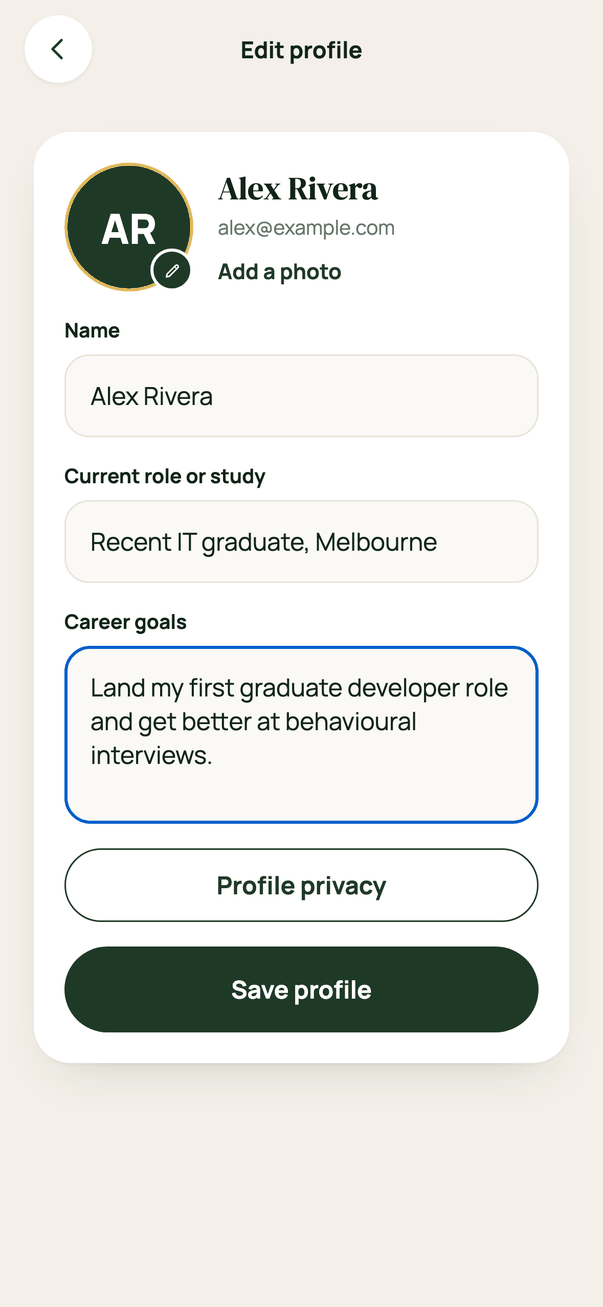 Edit profile
AR
Alex Rivera
alex@example.com
Add a photo
Name
Alex Rivera
Current role or study
Recent IT graduate, Melbourne
Career goals
Land my first graduate developer role
and get better at behavioural
interviews.
Profile privacy
Save profile